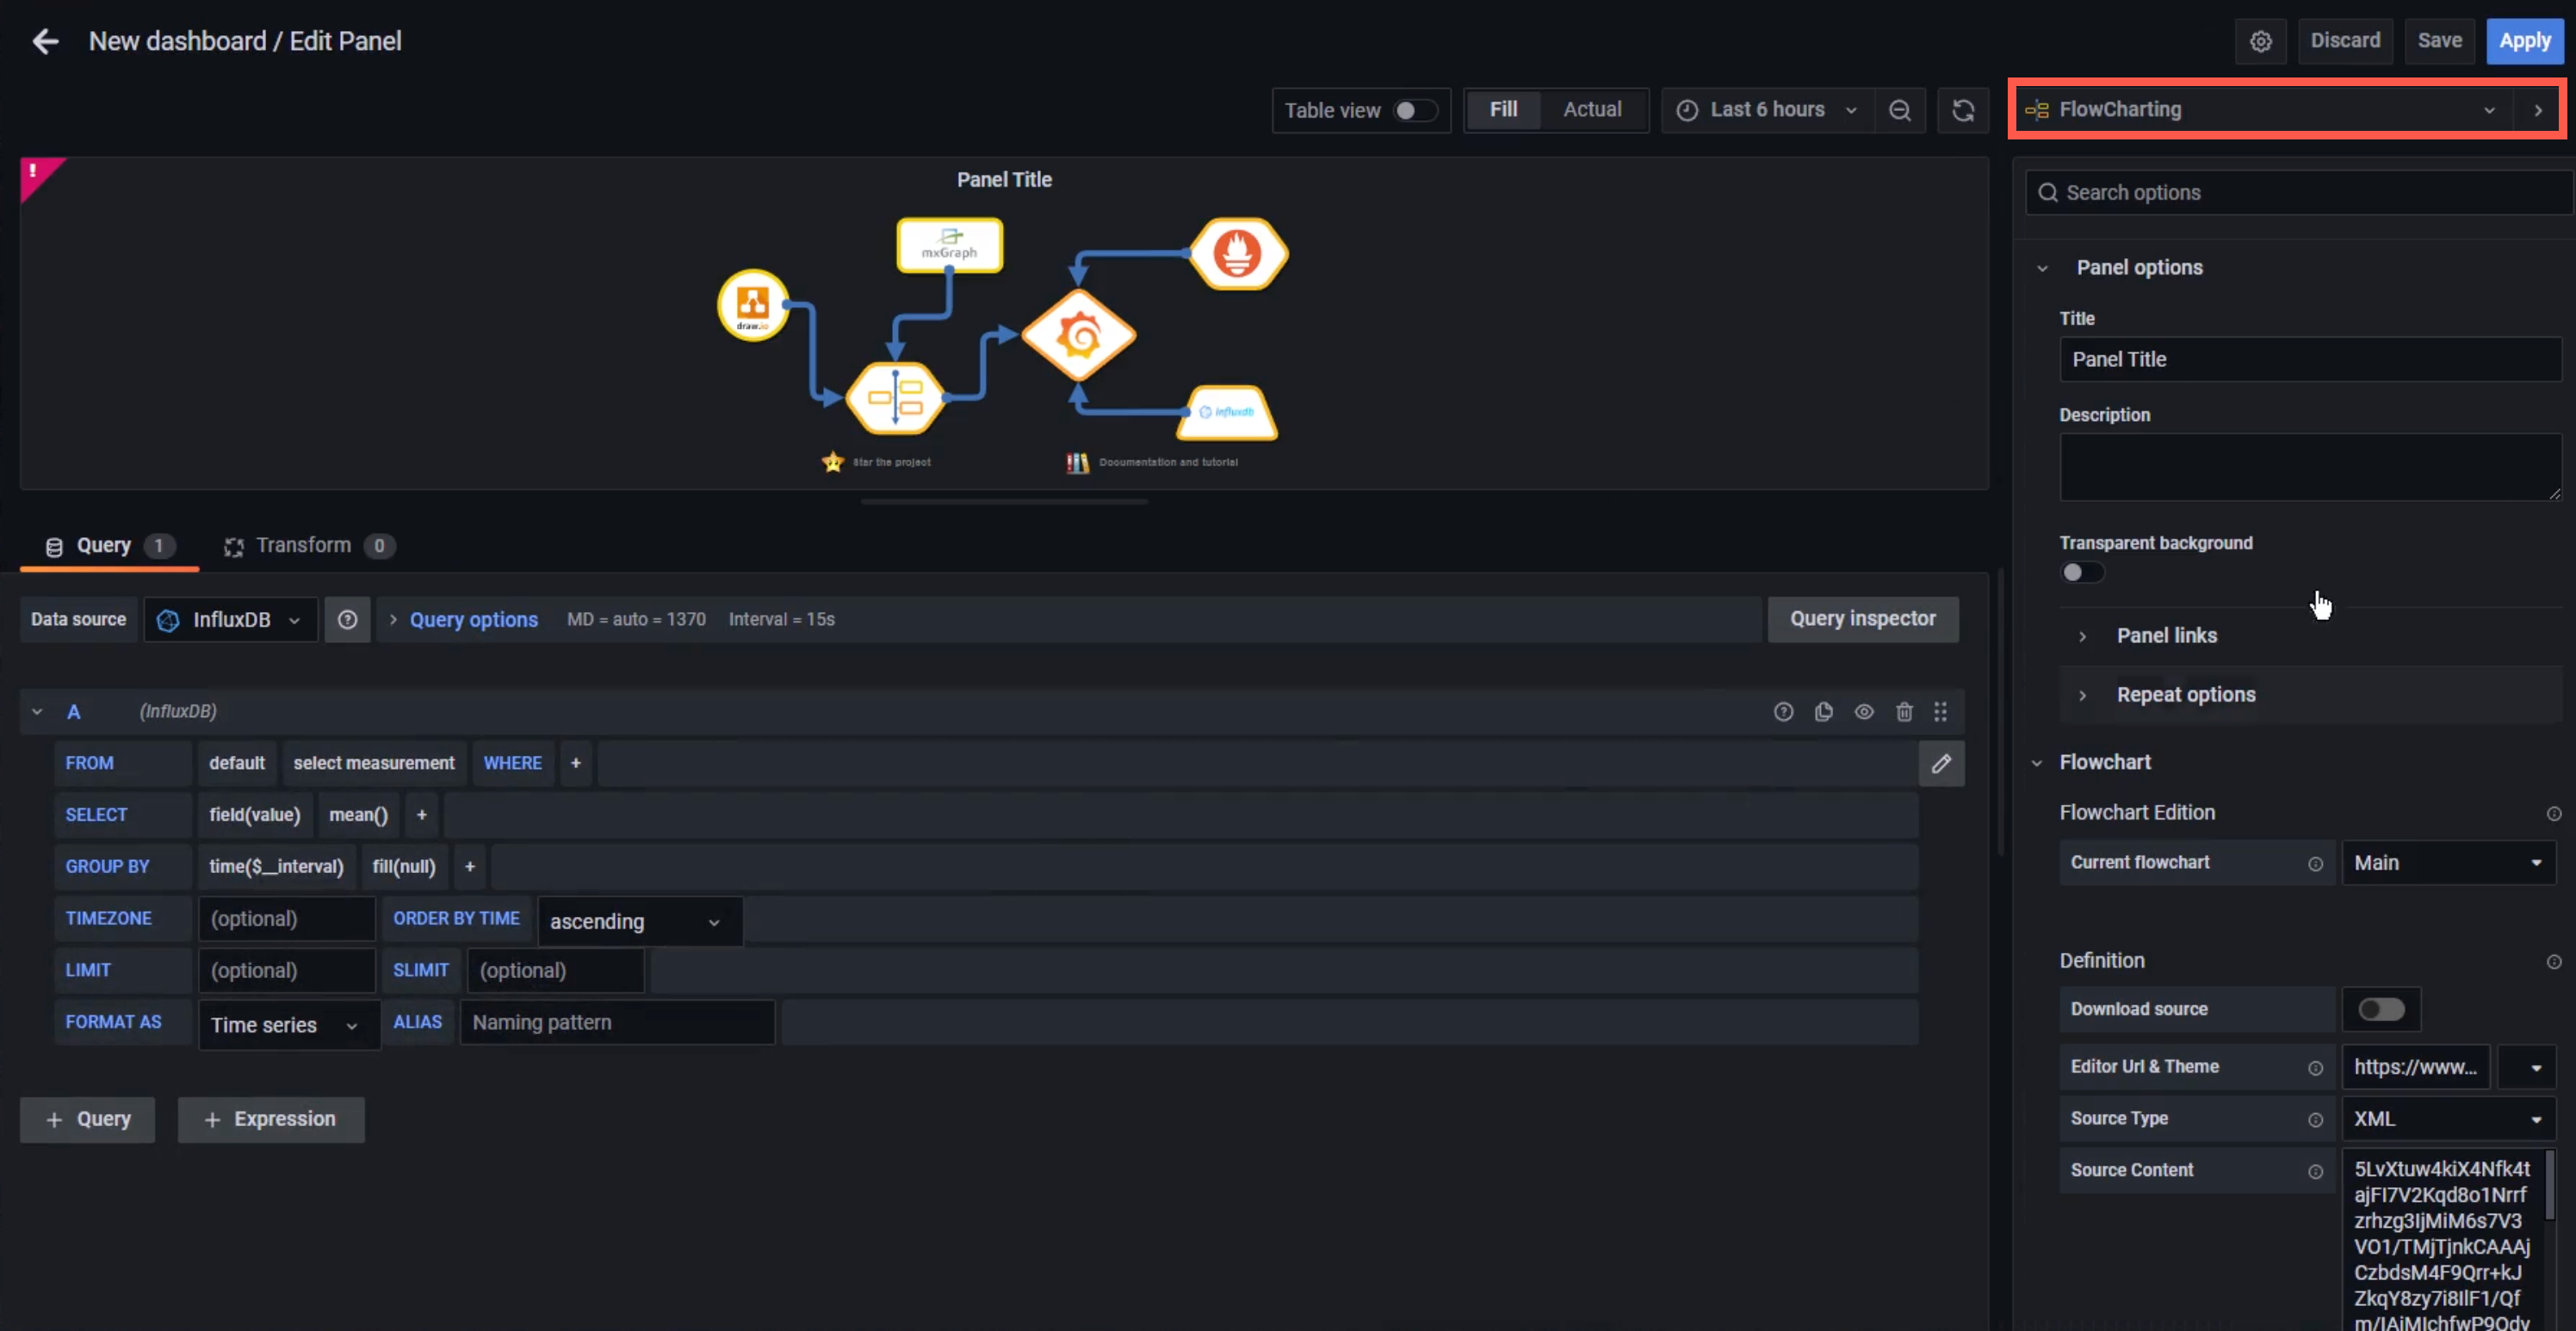 New dashboard / Edit Panel
Discard
Save
Apply
Table view
Fill
Actual
Last 6 hours
FlowCharting
!
Panel Title
mxGraph
draw.io
influxdb
Star the project
Documentation and tutorial
Search options
Panel options
Title
Panel Title
Description
Transparent background
Panel links
Repeat options
Flowchart
Flowchart Edition
Current flowchart
Main
Definition
Download source
Editor Url & Theme
https://www...
Source Type
XML
Source Content
5LvXtuw4kiX4Nfk4t
ajFI7V2Kqd8o1Nrrf
zrhzg3IjMiM6s7V3
VO1/TMjTjnkCAAAj
CzbdsM4F9Qrr+kJ
ZkqY8zy7i8IlF1/Qf
m/IAiMIchfwP9Qdy
Query 1
Transform 0
Data source
InfluxDB
Query options
MD = auto = 1370
Interval = 15s
Query inspector
A
(InfluxDB)
FROM
default
select measurement
WHERE
+
SELECT
field(value)
mean()
+
GROUP BY
time($__interval)
fill(null)
+
TIMEZONE
(optional)
ORDER BY TIME
ascending
LIMIT
(optional)
SLIMIT
(optional)
FORMAT AS
Time series
ALIAS
Naming pattern
+ Query
+ Expression